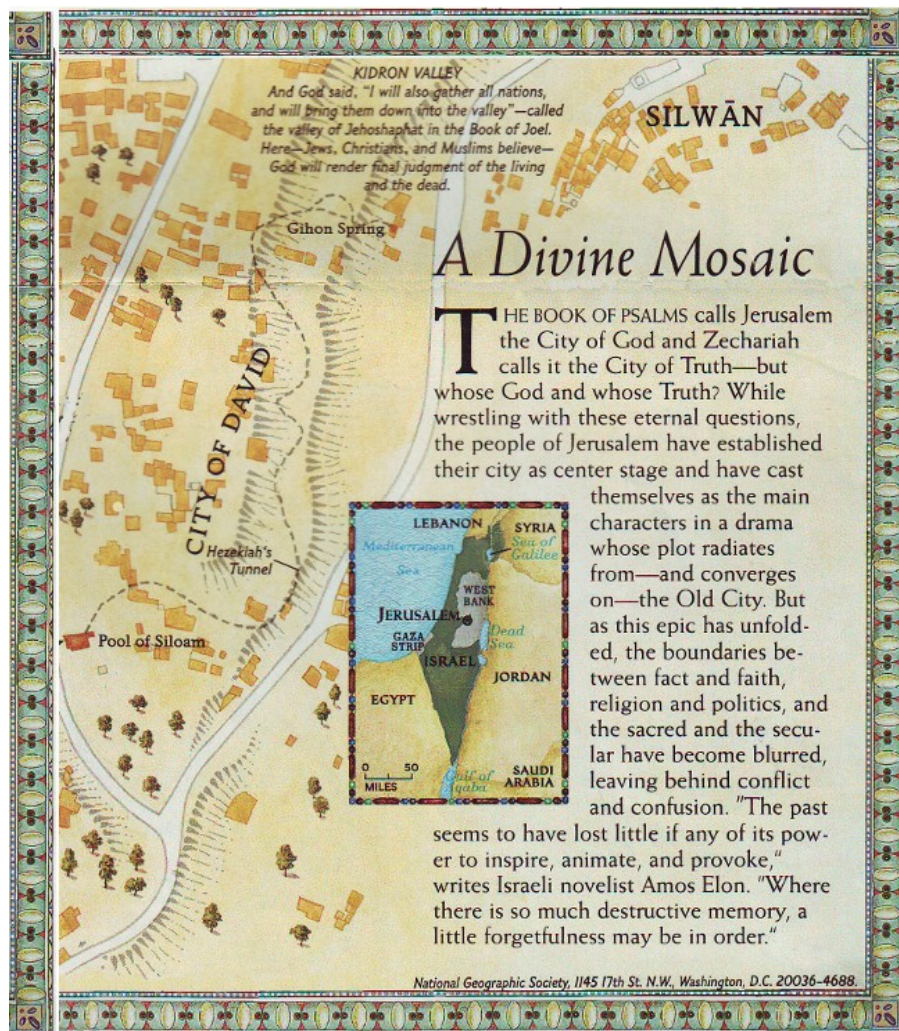 KIDRON VALLEY
And God said, "I will also gather all nations,
and will bring them down into the valley"—called
the valley of Jehoshaphat in the Book of Joel.
Here—Jews, Christians, and Muslims believe—
God will render final judgment of the living
and the dead.
SILWĀN
Gihon Spring
CITY OF DAVID
Hezekiah's
Tunnel
Pool of Siloam
A Divine Mosaic
THE BOOK OF PSALMS calls Jerusalem
the City of God and Zechariah
calls it the City of Truth—but
whose God and whose Truth? While
wrestling with these eternal questions,
the people of Jerusalem have established
their city as center stage and have cast
themselves as the main
characters in a drama
whose plot radiates
from—and converges
on—the Old City. But
as this epic has unfold-
ed, the boundaries be-
tween fact and faith,
religion and politics, and
the sacred and the secu-
lar have become blurred,
leaving behind conflict
and confusion. "The past
seems to have lost little if any of its pow-
er to inspire, animate, and provoke,"
writes Israeli novelist Amos Elon. "Where
there is so much destructive memory, a
little forgetfulness may be in order."
LEBANON
SYRIA
Mediterranean
Sea
Sea of
Galilee
WEST
BANK
JERUSALEM
GAZA
STRIP
Dead
Sea
ISRAEL
JORDAN
EGYPT
0 50
MILES
Gulf of
Aqaba
SAUDI
ARABIA
National Geographic Society, 1145 17th St. N.W., Washington, D.C. 20036-4688.